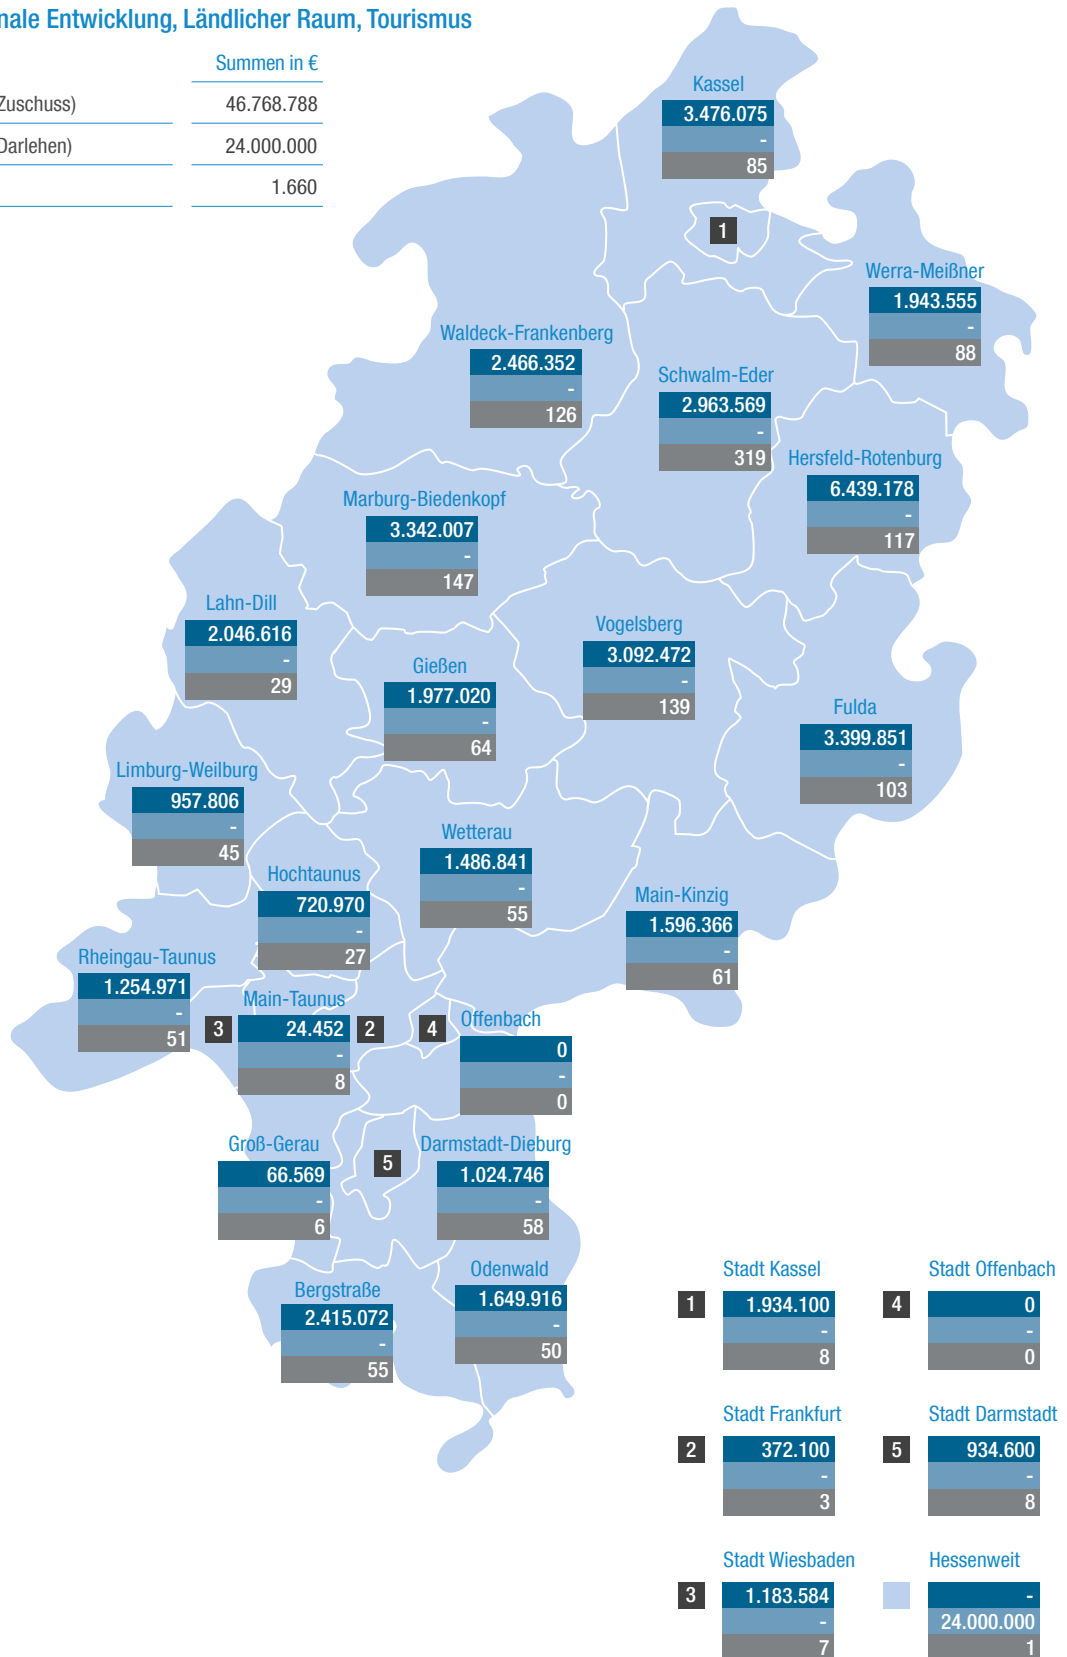 nale Entwicklung, Ländlicher Raum, Tourismus
Summen in €
Zuschuss) 46.768.788
Darlehen) 24.000.000
1.660
Kassel
3.476.075
-
85
1
Werra-Meißner
1.943.555
-
88
Waldeck-Frankenberg
2.466.352
-
126
Schwalm-Eder
2.963.569
-
319
Hersfeld-Rotenburg
6.439.178
-
117
Marburg-Biedenkopf
3.342.007
-
147
Lahn-Dill
2.046.616
-
29
Vogelsberg
3.092.472
-
139
Gießen
1.977.020
-
64
Fulda
3.399.851
-
103
Limburg-Weilburg
957.806
-
45
Wetterau
1.486.841
-
55
Hochtaunus
720.970
-
27
Main-Kinzig
1.596.366
-
61
Rheingau-Taunus
1.254.971
-
51
3
Main-Taunus
24.452
-
8
2
4
Offenbach
0
-
0
Groß-Gerau
66.569
-
6
5
Darmstadt-Dieburg
1.024.746
-
58
Bergstraße
2.415.072
-
55
Odenwald
1.649.916
-
50
Stadt Kassel
1 1.934.100
-
8
Stadt Offenbach
4 0
-
0
Stadt Frankfurt
2 372.100
-
3
Stadt Darmstadt
5 934.600
-
8
Stadt Wiesbaden
3 1.183.584
-
7
Hessenweit
-
24.000.000
1